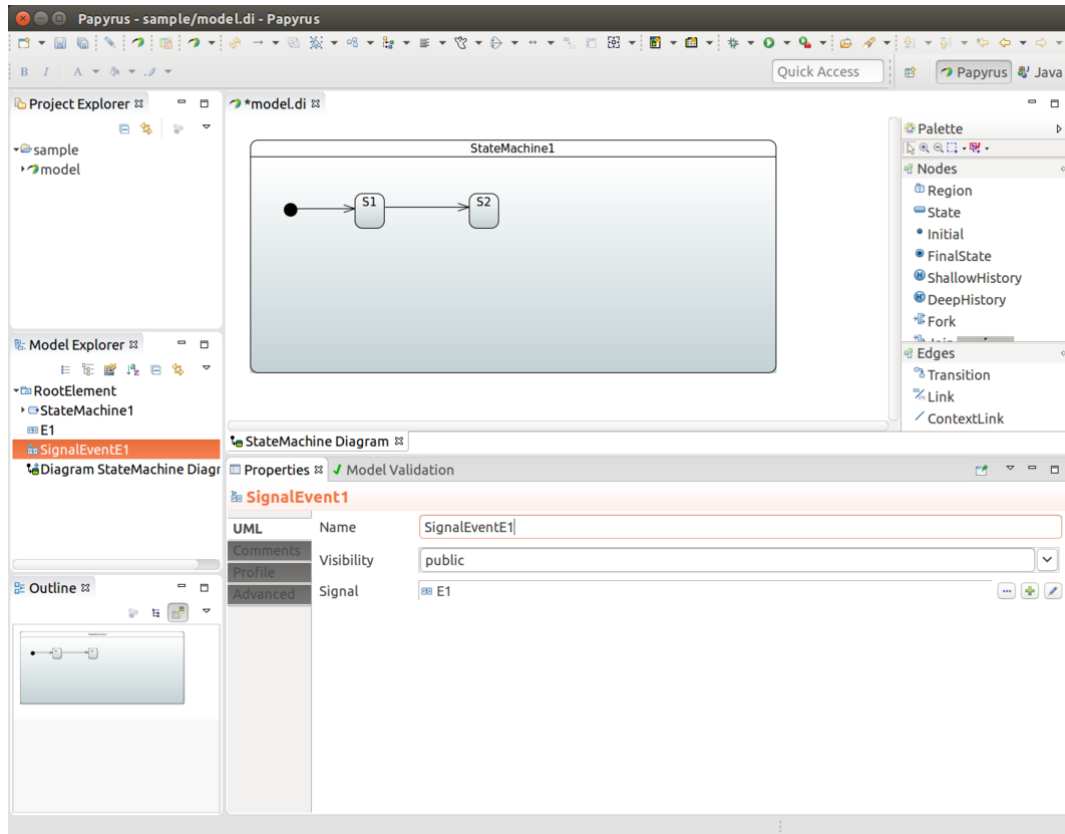 Papyrus - sample/model.di - Papyrus
B I A
Quick Access
Papyrus
Java
Project Explorer
sample
model
*model.di
StateMachine1
S1
S2
Palette
Nodes
Region
State
Initial
FinalState
ShallowHistory
DeepHistory
Fork
Edges
Transition
Link
ContextLink
Model Explorer
RootElement
StateMachine1
E1
SignalEventE1
Diagram StateMachine Diagr
StateMachine Diagram
Properties
Model Validation
SignalEvent1
UML
Comments
Profile
Advanced
Name
SignalEventE1
Visibility
public
Signal
E1
Outline